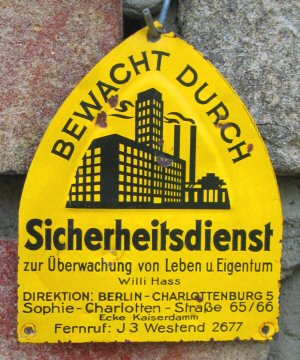 BEWACHT DURCH
Sicherheitsdienst
zur Überwachung von Leben u. Eigentum
Willi Hass
DIREKTION: BERLIN-CHARLOTTENBURG 5
Sophie-Charlotten-Straße 65/66
Ecke Kaiserdamm
Fernruf: J 3 Westend 2677